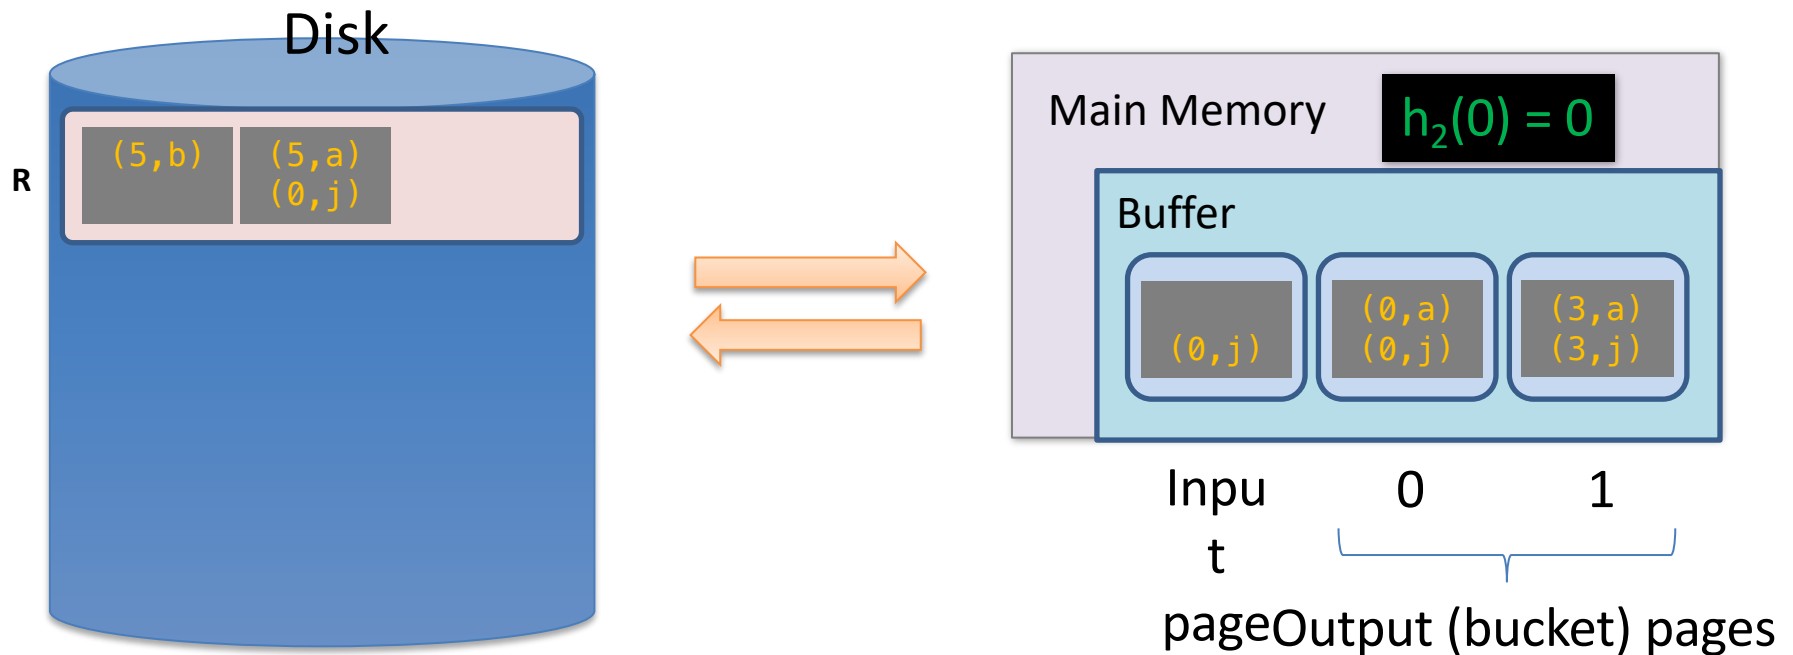 Disk
R
(5,b)
(5,a)
(0,j)
Main Memory
h₂(0) = 0
Buffer
(0,j)
(0,a)
(0,j)
(3,a)
(3,j)
Inpu
t
page
0
1
Output (bucket) pages